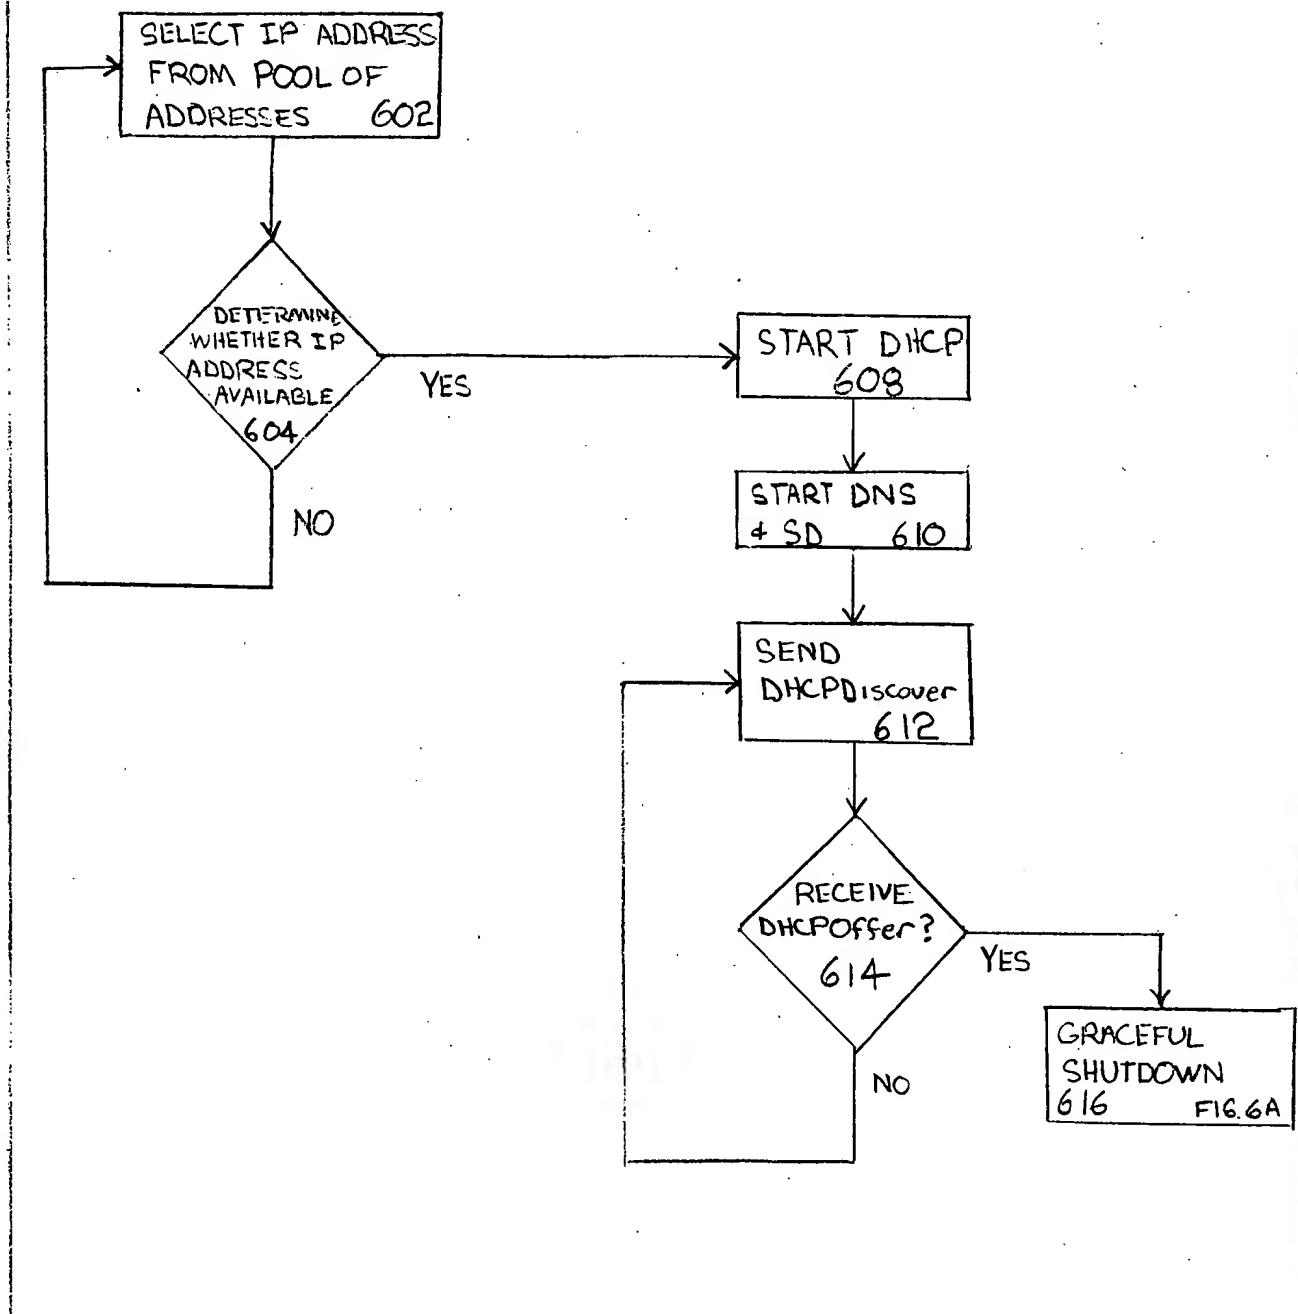 SELECT IP ADDRESS
FROM POOL OF
ADDRESSES 602
DETERMINE
WHETHER IP
ADDRESS
AVAILABLE
604
YES
NO
START DHCP
608
START DNS
& SD 610
SEND
DHCPDiscover
612
RECEIVE
DHCPOffer?
614
YES
NO
GRACEFUL
SHUTDOWN
616 FIG.6A